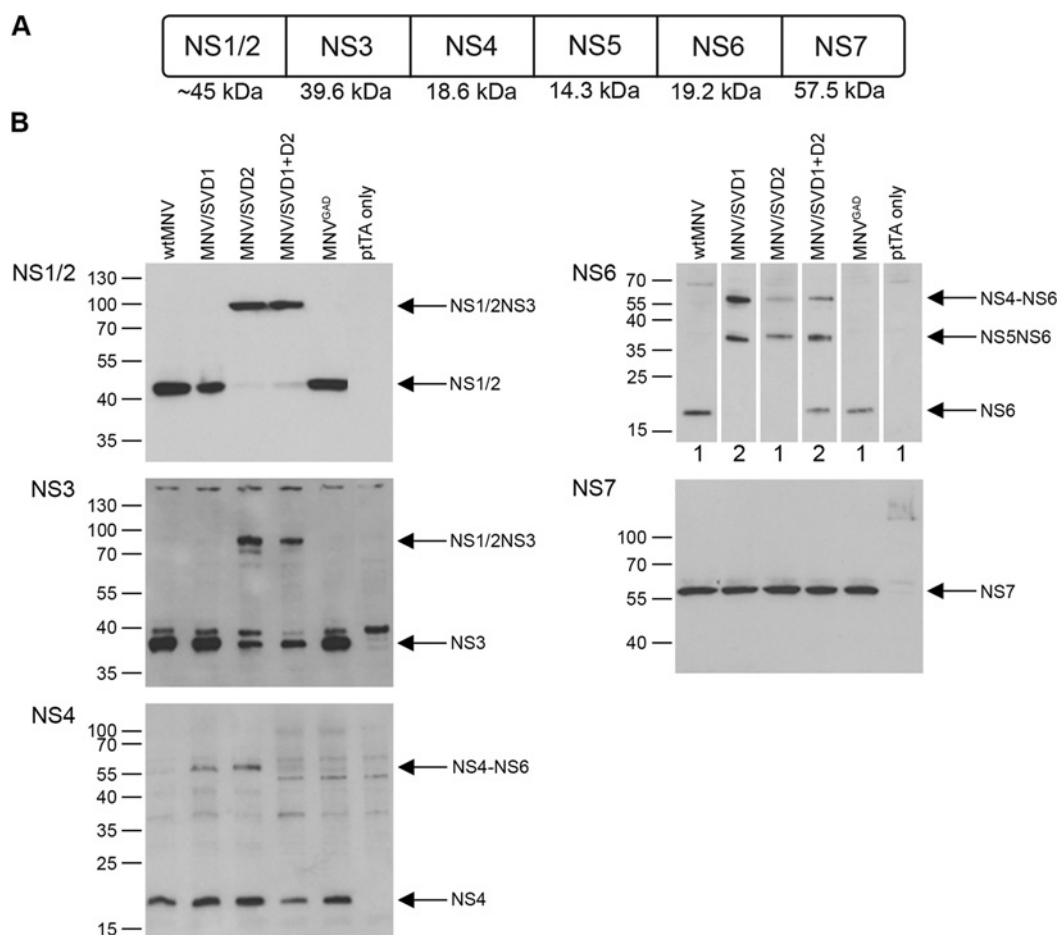 A
NS1/2 NS3 NS4 NS5 NS6 NS7
~45 kDa 39.6 kDa 18.6 kDa 14.3 kDa 19.2 kDa 57.5 kDa
B
wtMNV MNV/SVD1 MNV/SVD2 MNV/SVD1+D2 MNVGAD ptTA only
NS1/2
130
100
70
55
40
35
NS1/2NS3
NS1/2
NS3
130
100
70
55
40
35
NS1/2NS3
NS3
NS4
100
70
55
40
35
25
15
NS4-NS6
NS4
wtMNV MNV/SVD1 MNV/SVD2 MNV/SVD1+D2 MNVGAD ptTA only
NS6
70
55
40
35
25
15
NS4-NS6
NS5NS6
NS6
1 2 1 2 1 1
NS7
100
70
55
40
NS7